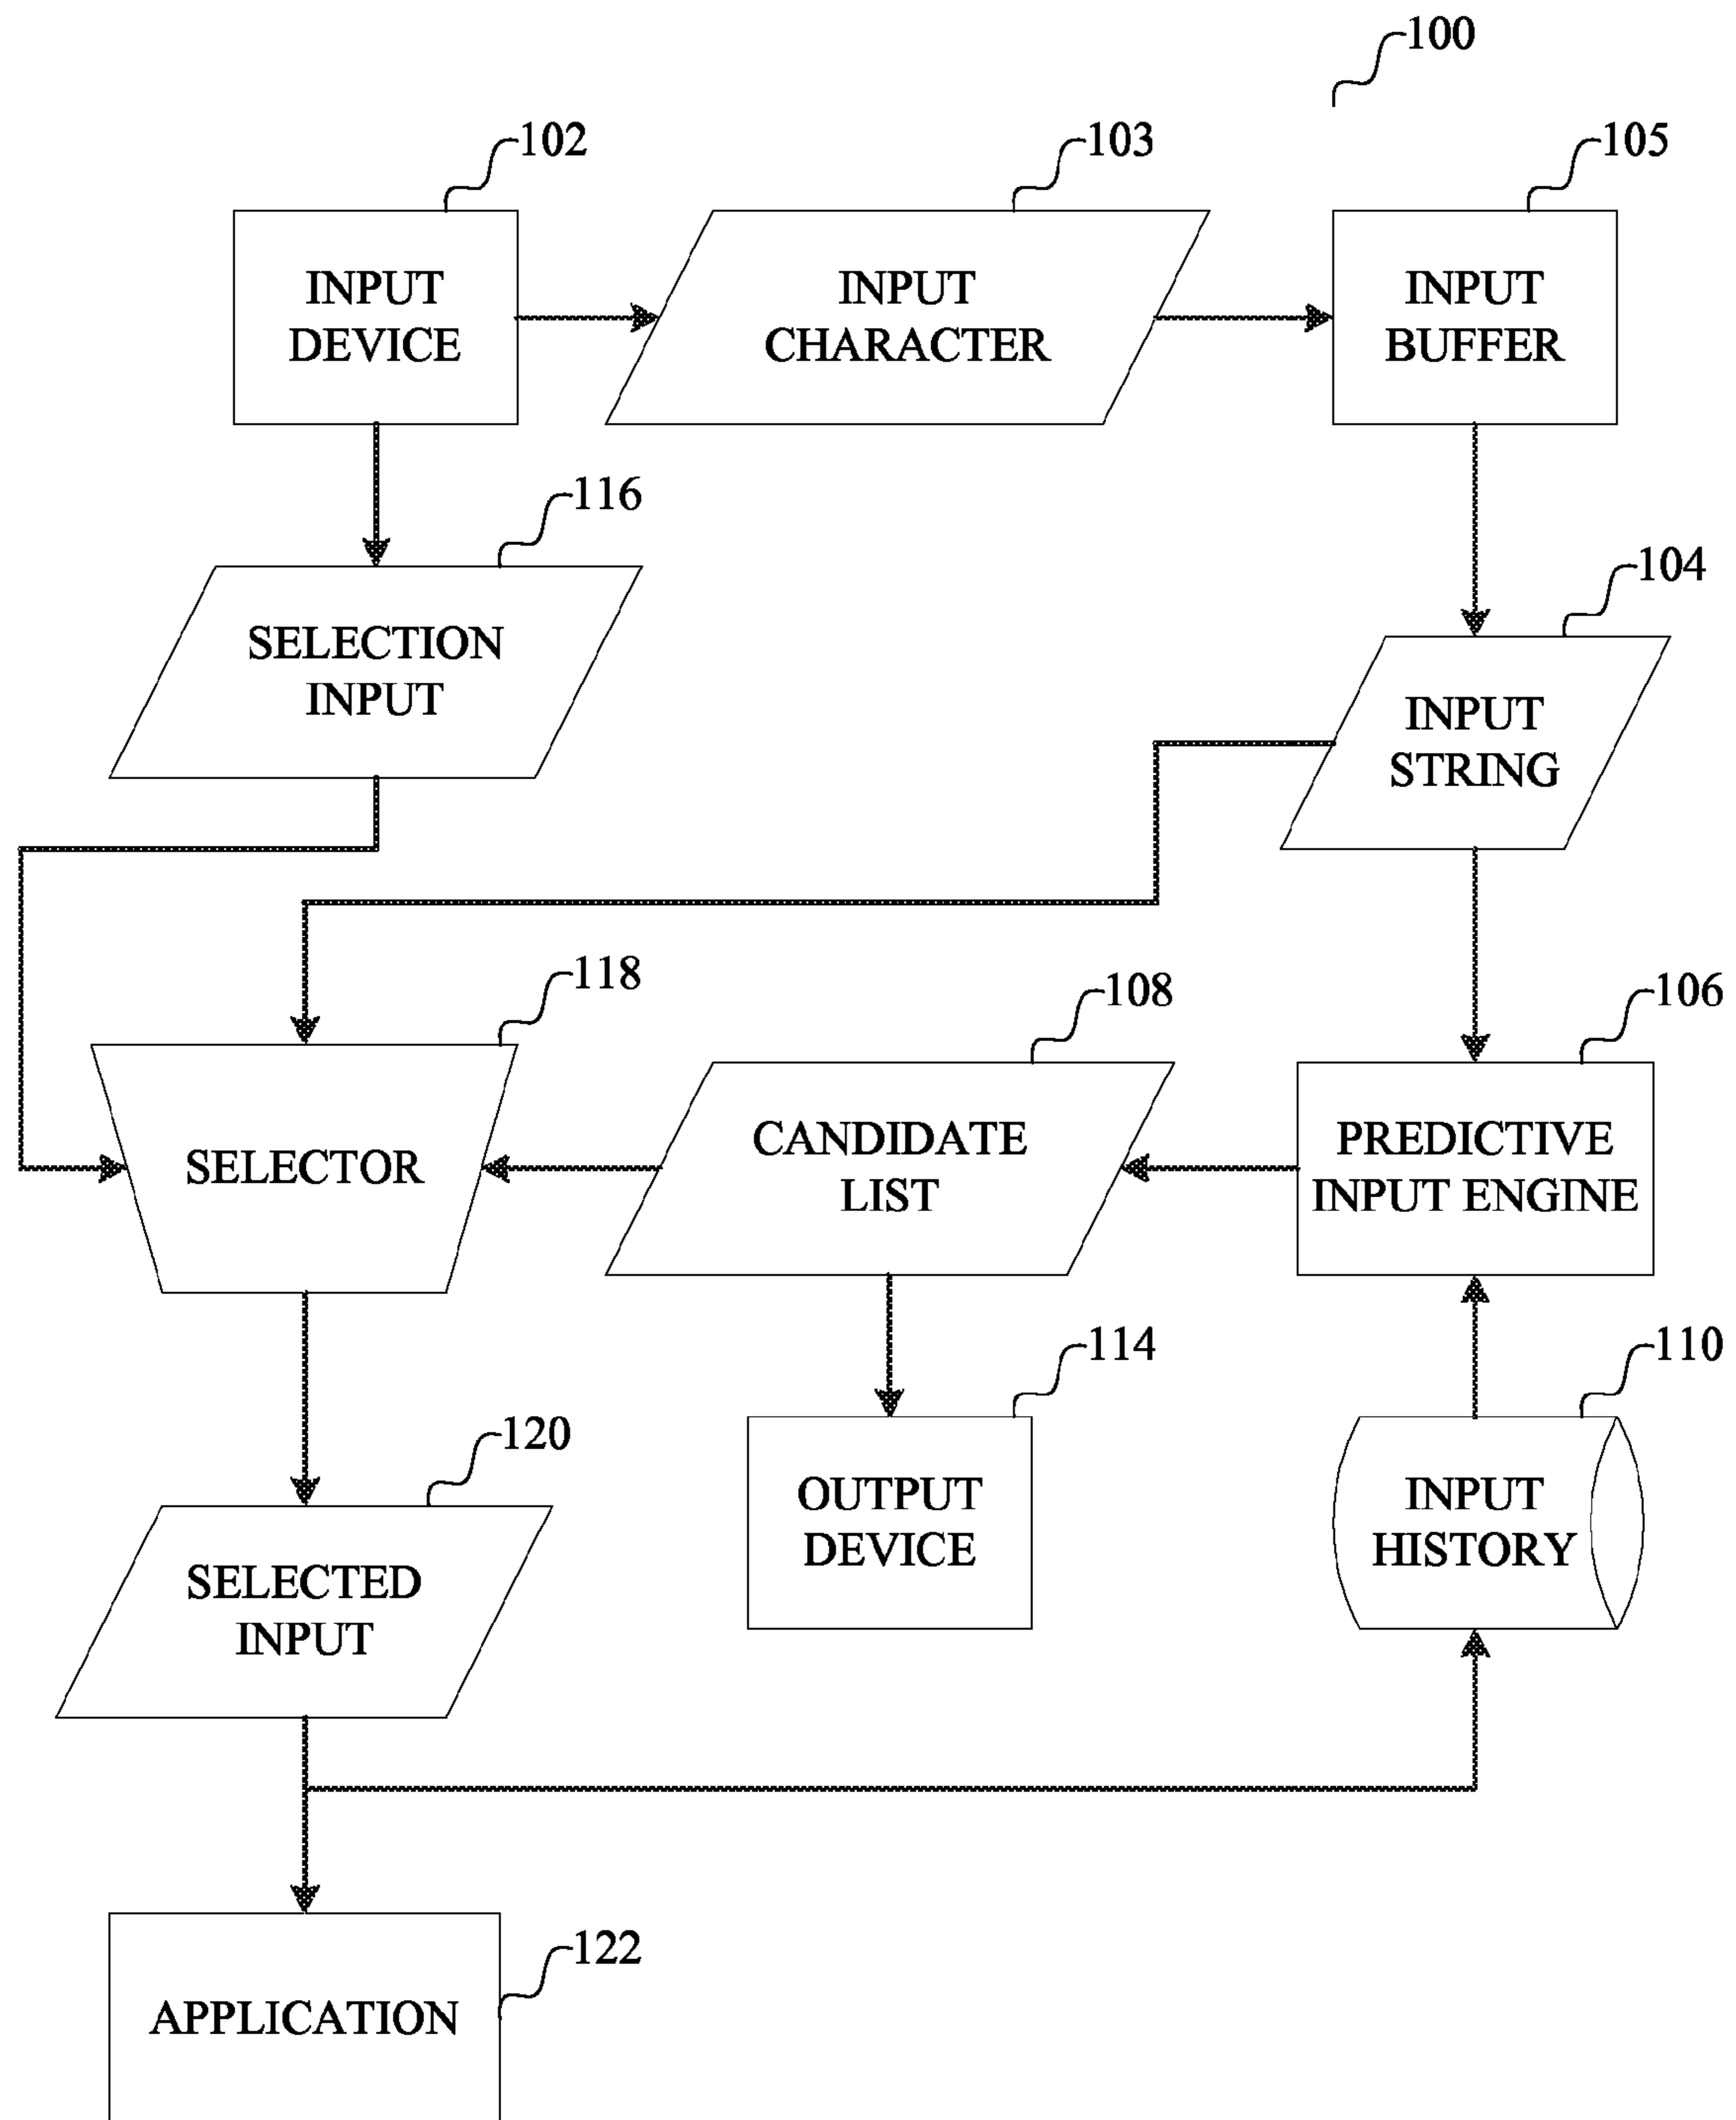 100
102
103
105
INPUT
DEVICE
INPUT
CHARACTER
INPUT
BUFFER
116
104
SELECTION
INPUT
INPUT
STRING
118
108
106
SELECTOR
CANDIDATE
LIST
PREDICTIVE
INPUT ENGINE
114
110
120
OUTPUT
DEVICE
INPUT
HISTORY
SELECTED
INPUT
122
APPLICATION